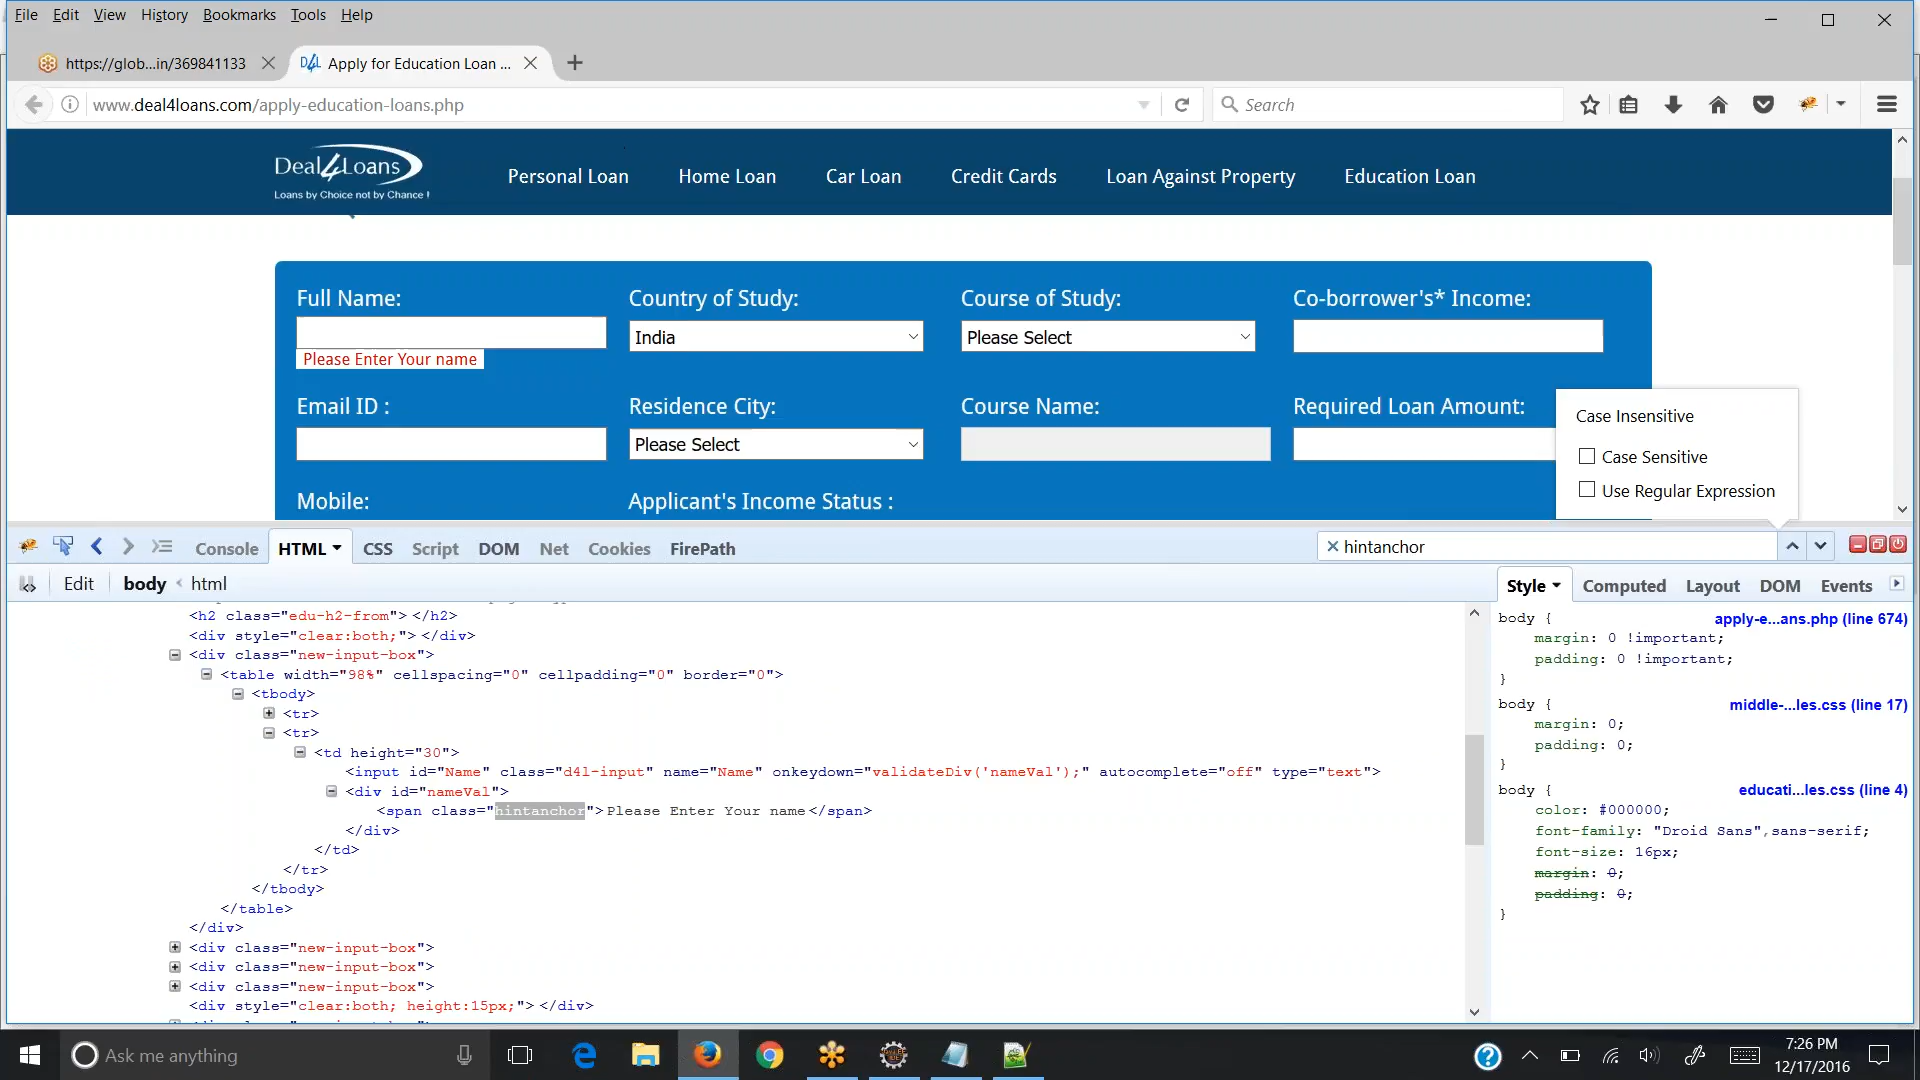 File Edit View History Bookmarks Tools Help
https://glob...in/369841133
D4L Apply for Education Loan ...
www.deal4loans.com/apply-education-loans.php
Search
Deal4Loans
Loans by Choice not by Chance !
Personal Loan Home Loan Car Loan Credit Cards Loan Against Property Education Loan
Full Name: Country of Study: Course of Study: Co-borrower's* Income:
India Please Select
Please Enter Your name
Email ID : Residence City: Course Name: Required Loan Amount:
Please Select
Mobile: Applicant's Income Status :
Case Insensitive
Case Sensitive
Use Regular Expression
Console HTML CSS Script DOM Net Cookies FirePath
hintanchor
Edit body < html
Style Computed Layout DOM Events
<h2 class="edu-h2-from"></h2>
<div style="clear:both;"></div>
<div class="new-input-box">
<table width="98%" cellspacing="0" cellpadding="0" border="0">
<tbody>
<tr>
<tr>
<td height="30">
<input id="Name" class="d4l-input" name="Name" onkeydown="validateDiv('nameVal');" autocomplete="off" type="text">
<div id="nameVal">
<span class="hintanchor">Please Enter Your name</span>
</div>
</td>
</tr>
</tbody>
</table>
</div>
<div class="new-input-box">
<div class="new-input-box">
<div class="new-input-box">
<div style="clear:both; height:15px;"></div>
body {
apply-e...ans.php (line 674)
margin: 0 !important;
padding: 0 !important;
}
body {
middle-...les.css (line 17)
margin: 0;
padding: 0;
}
body {
educati...les.css (line 4)
color: #000000;
font-family: "Droid Sans",sans-serif;
font-size: 16px;
margin: 0;
padding: 0;
}
Ask me anything
7:26 PM
12/17/2016